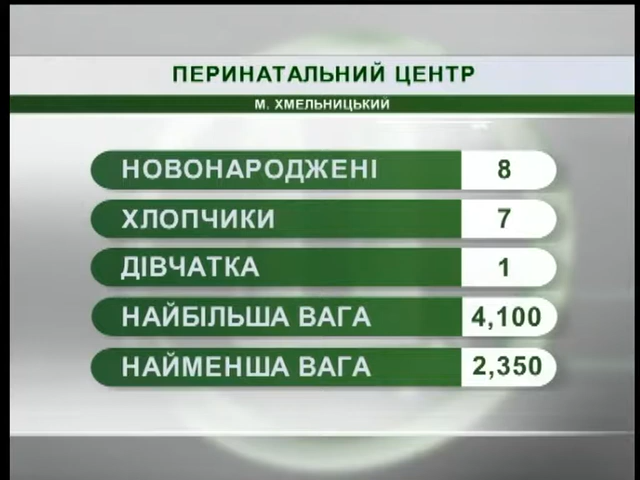 ПЕРИНАТАЛЬНИЙ ЦЕНТР
М. ХМЕЛЬНИЦЬКИЙ
НОВОНАРОДЖЕНІ 8
ХЛОПЧИКИ 7
ДІВЧАТКА 1
НАЙБІЛЬША ВАГА 4,100
НАЙМЕНША ВАГА 2,350